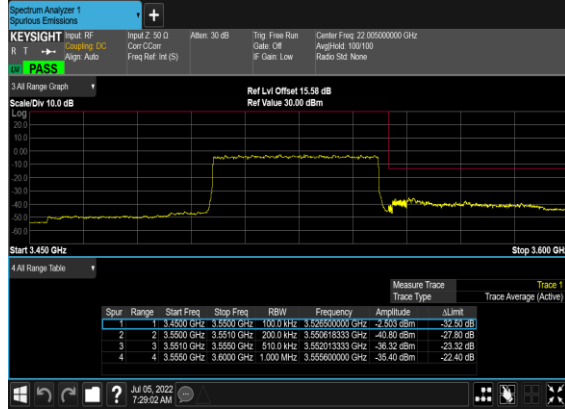 Spectrum Analyzer 1
Spurious Emissions
KEYSIGHT Input: RF Input Z: 50 Ω Atten: 30 dB Trig: Free Run Center Freq: 22.005000000 GHz
R T Coupling: DC Corr CCorr Gate: Off Avg|Hold: 100/100
Align: Auto Freq Ref: Int (S) IF Gain: Low Radio Std: None
PASS
3 All Range Graph
Ref Lvl Offset 15.58 dB
Scale/Div 10.0 dB Ref Value 30.00 dBm
Log
20.0
10.0
0.00
-10.0
-20.0
-30.0
-40.0
-50.0
-60.0
Start 3.450 GHz Stop 3.600 GH
4 All Range Table
Measure Trace Trace 1
Trace Type Trace Average (Active)
Spur Range Start Freq Stop Freq RBW Frequency Amplitude ΔLimit
1 1 3.4500 GHz 3.5500 GHz 100.0 kHz 3.526500000 GHz -2.503 dBm -32.50 dB
2 2 3.5500 GHz 3.5510 GHz 200.0 kHz 3.550618333 GHz -40.80 dBm -27.80 dB
3 3 3.5510 GHz 3.5550 GHz 510.0 kHz 3.552013333 GHz -36.32 dBm -23.32 dB
4 4 3.5550 GHz 3.6000 GHz 1.000 MHz 3.555600000 GHz -35.40 dBm -22.40 dB
Jul 05, 2022
7:29:02 AM